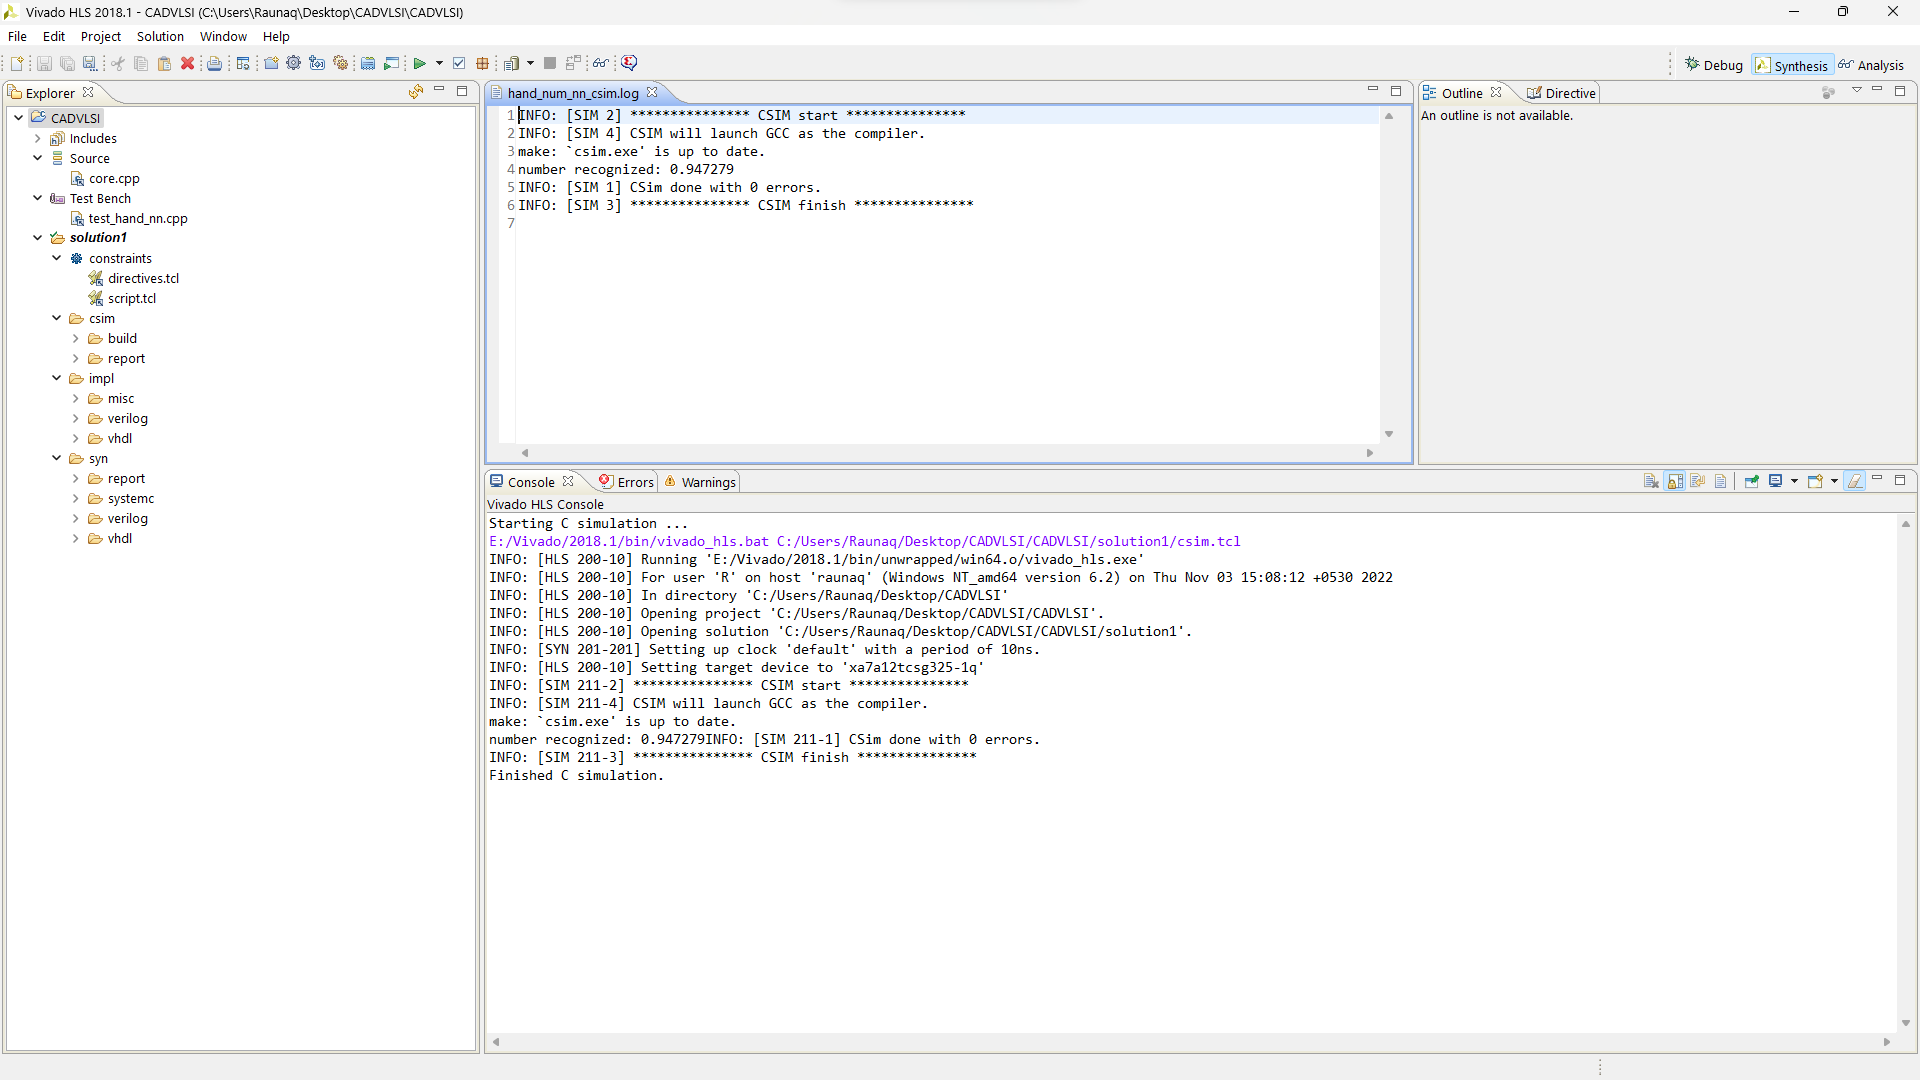 Vivado HLS 2018.1 - CADVLSI (C:\Users\Raunaq\Desktop\CADVLSI\CADVLSI)
File Edit Project Solution Window Help
Debug Synthesis Analysis
Explorer
CADVLSI
Includes
Source
core.cpp
Test Bench
test_hand_nn.cpp
solution1
constraints
directives.tcl
script.tcl
csim
build
report
impl
misc
verilog
vhdl
syn
report
systemc
verilog
vhdl
hand_num_nn_csim.log
1 INFO: [SIM 2] *************** CSIM start ***************
2 INFO: [SIM 4] CSIM will launch GCC as the compiler.
3 make: `csim.exe' is up to date.
4 number recognized: 0.947279
5 INFO: [SIM 1] CSim done with 0 errors.
6 INFO: [SIM 3] *************** CSIM finish ***************
7
Outline Directive
An outline is not available.
Console Errors Warnings
Vivado HLS Console
Starting C simulation ...
E:/Vivado/2018.1/bin/vivado_hls.bat C:/Users/Raunaq/Desktop/CADVLSI/CADVLSI/solution1/csim.tcl
INFO: [HLS 200-10] Running 'E:/Vivado/2018.1/bin/unwrapped/win64.o/vivado_hls.exe'
INFO: [HLS 200-10] For user 'R' on host 'raunaq' (Windows NT_amd64 version 6.2) on Thu Nov 03 15:08:12 +0530 2022
INFO: [HLS 200-10] In directory 'C:/Users/Raunaq/Desktop/CADVLSI'
INFO: [HLS 200-10] Opening project 'C:/Users/Raunaq/Desktop/CADVLSI/CADVLSI'.
INFO: [HLS 200-10] Opening solution 'C:/Users/Raunaq/Desktop/CADVLSI/CADVLSI/solution1'.
INFO: [SYN 201-201] Setting up clock 'default' with a period of 10ns.
INFO: [HLS 200-10] Setting target device to 'xa7a12tcsg325-1q'
INFO: [SIM 211-2] *************** CSIM start ***************
INFO: [SIM 211-4] CSIM will launch GCC as the compiler.
make: `csim.exe' is up to date.
number recognized: 0.947279INFO: [SIM 211-1] CSim done with 0 errors.
INFO: [SIM 211-3] *************** CSIM finish ***************
Finished C simulation.